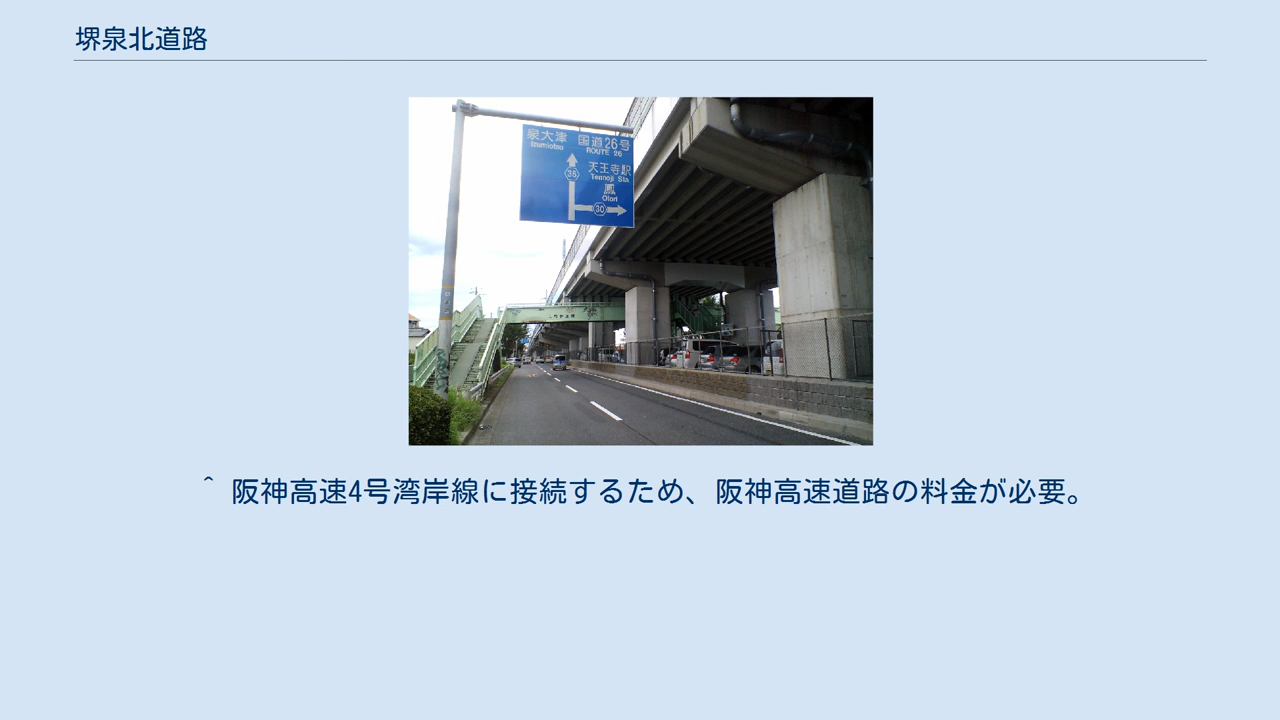 堺泉北道路
泉大津 国道26号
Izumiotsu ROUTE 26
天王寺駅
Tennoji Sta
36
鳳
Otori
30
^ 阪神高速4号湾岸線に接続するため、阪神高速道路の料金が必要。